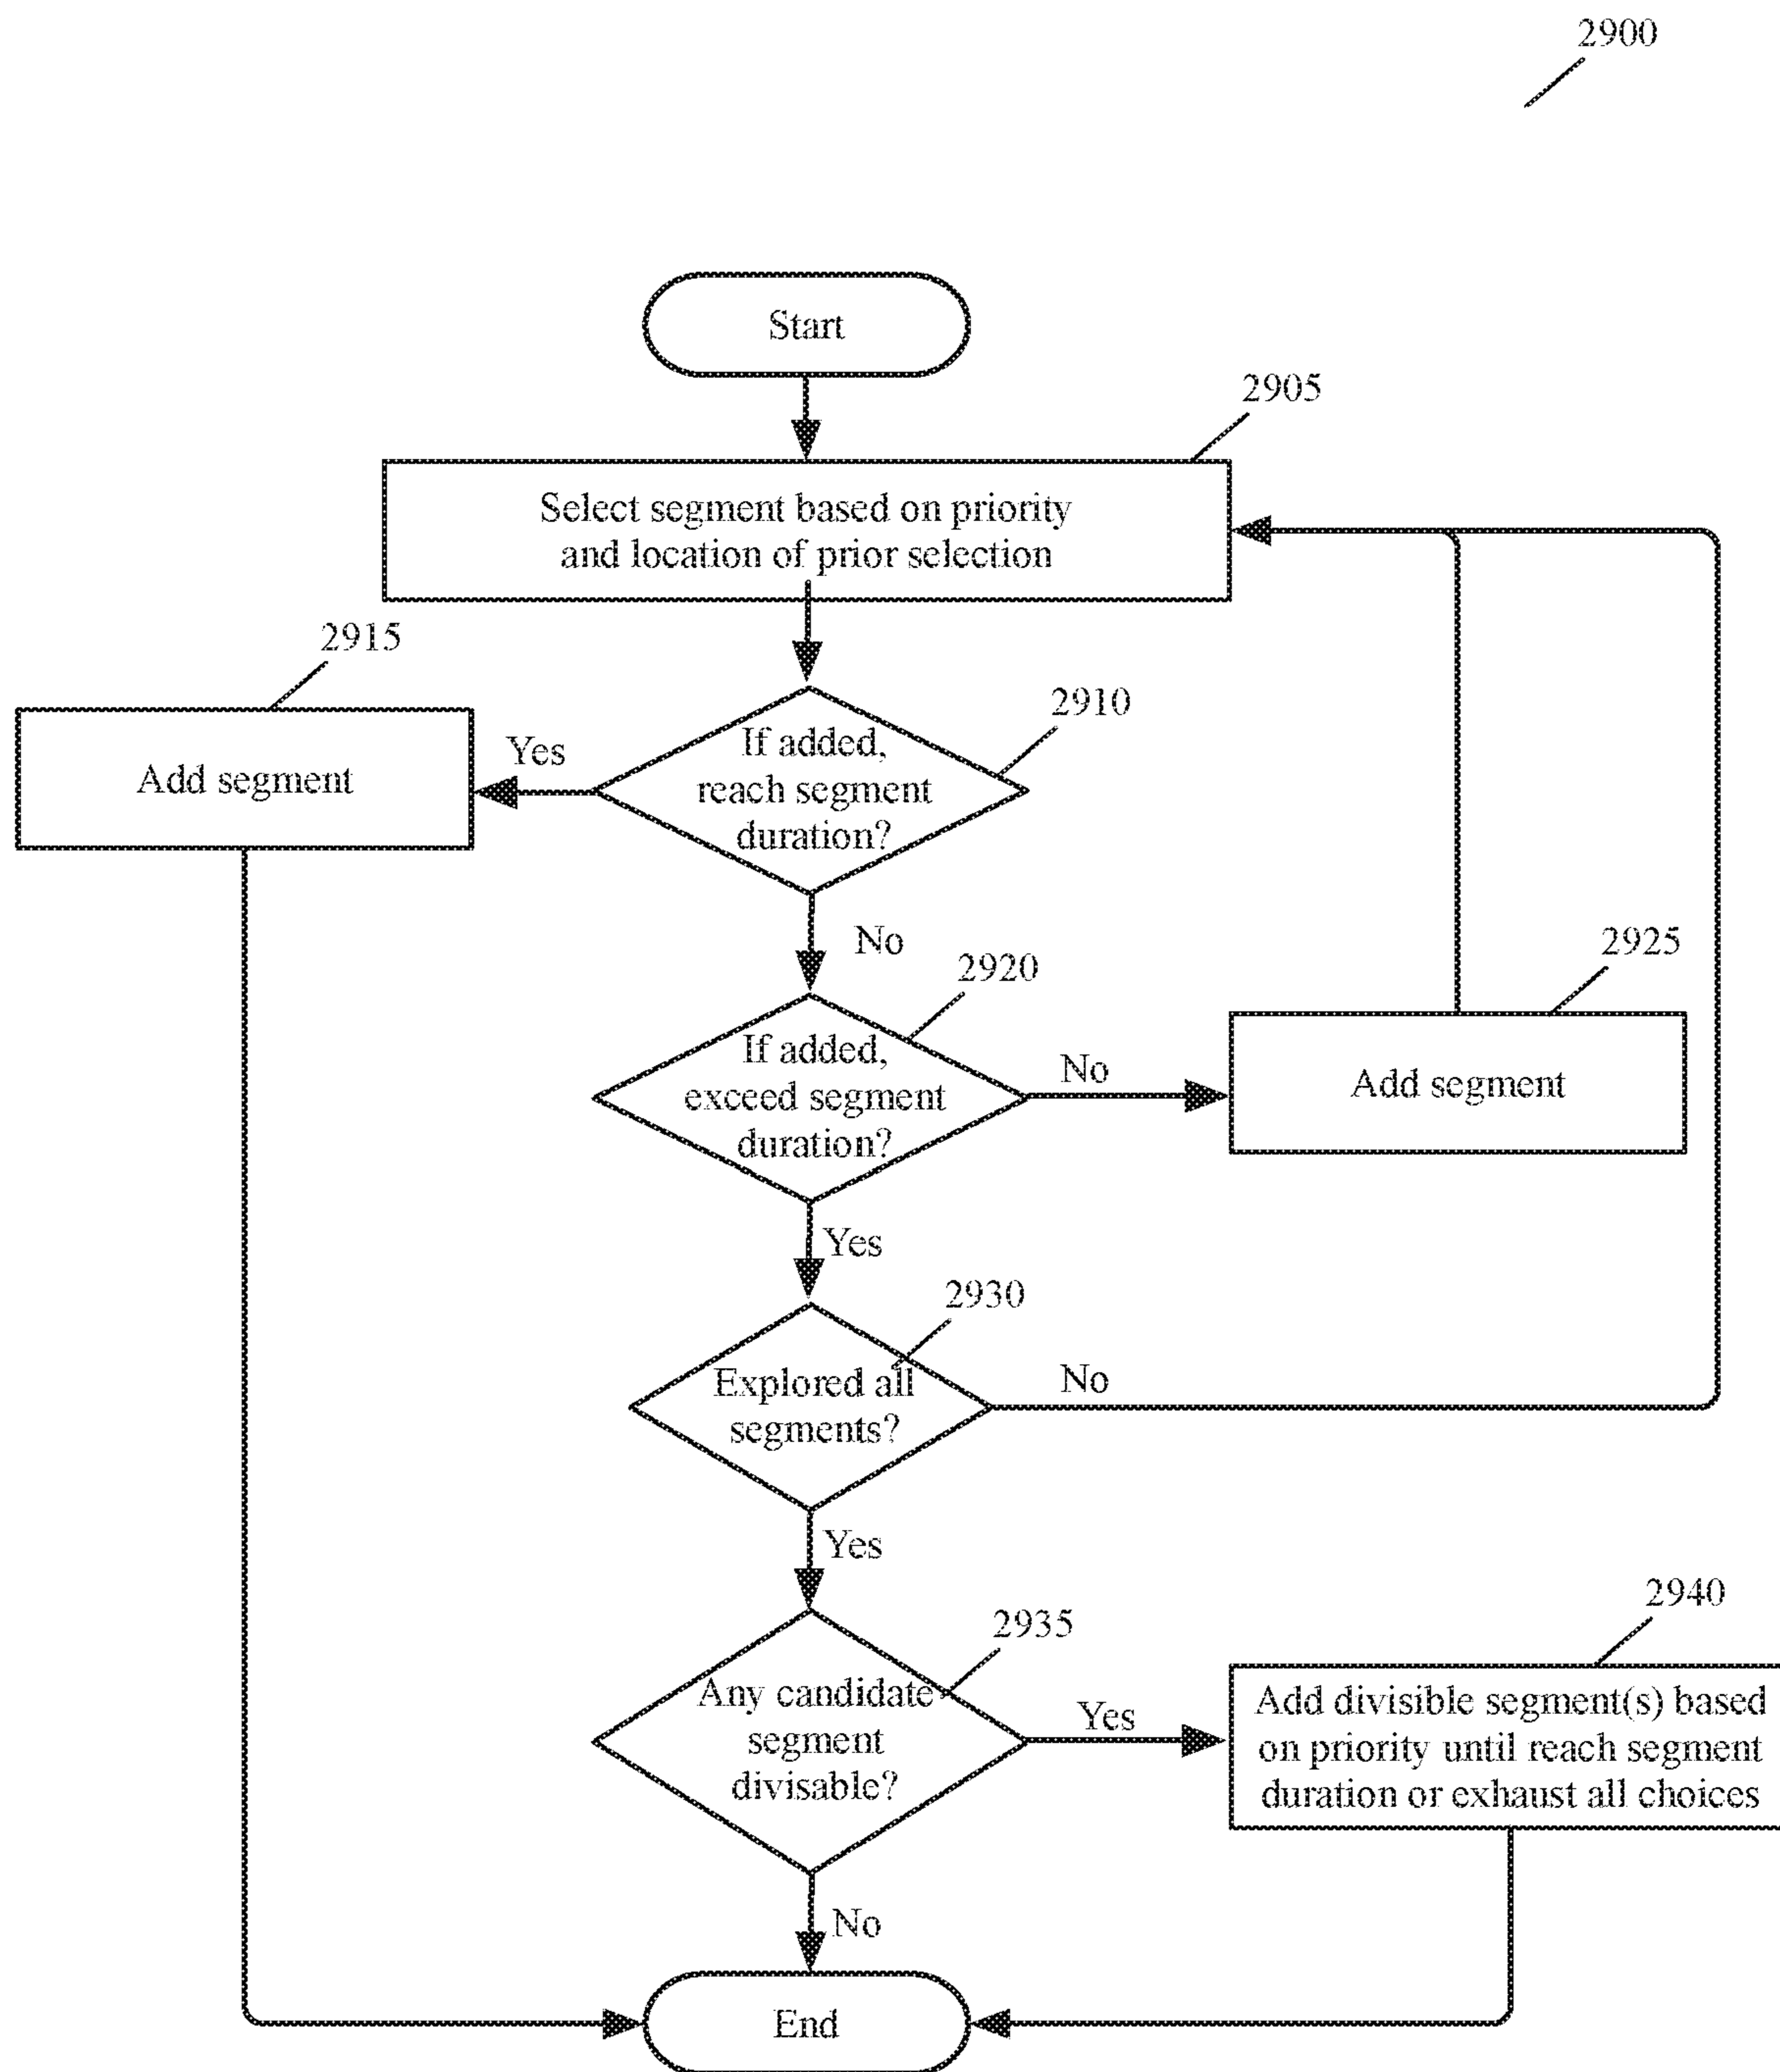 2900
Start
2905
Select segment based on priority
and location of prior selection
2915
Add segment
Yes
2910
If added,
reach segment
duration?
No
2920
If added,
exceed segment
duration?
No
2925
Add segment
Yes
2930
Explored all
segments?
No
Yes
2935
Any candidate
segment
divisable?
Yes
2940
Add divisible segment(s) based
on priority until reach segment
duration or exhaust all choices
No
End